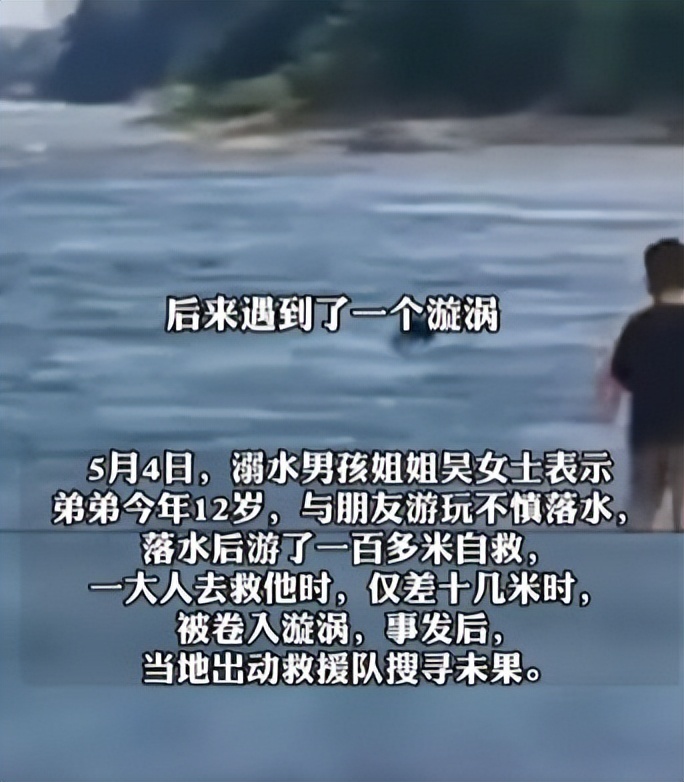 后来遇到了一个漩涡
5月4日，溺水男孩姐姐吴女士表示
弟弟今年12岁，与朋友游玩不慎落水，
落水后游了一百多米自救，
一大人去救他时，仅差十几米时，
被卷入漩涡，事发后，
当地出动救援队搜寻未果。